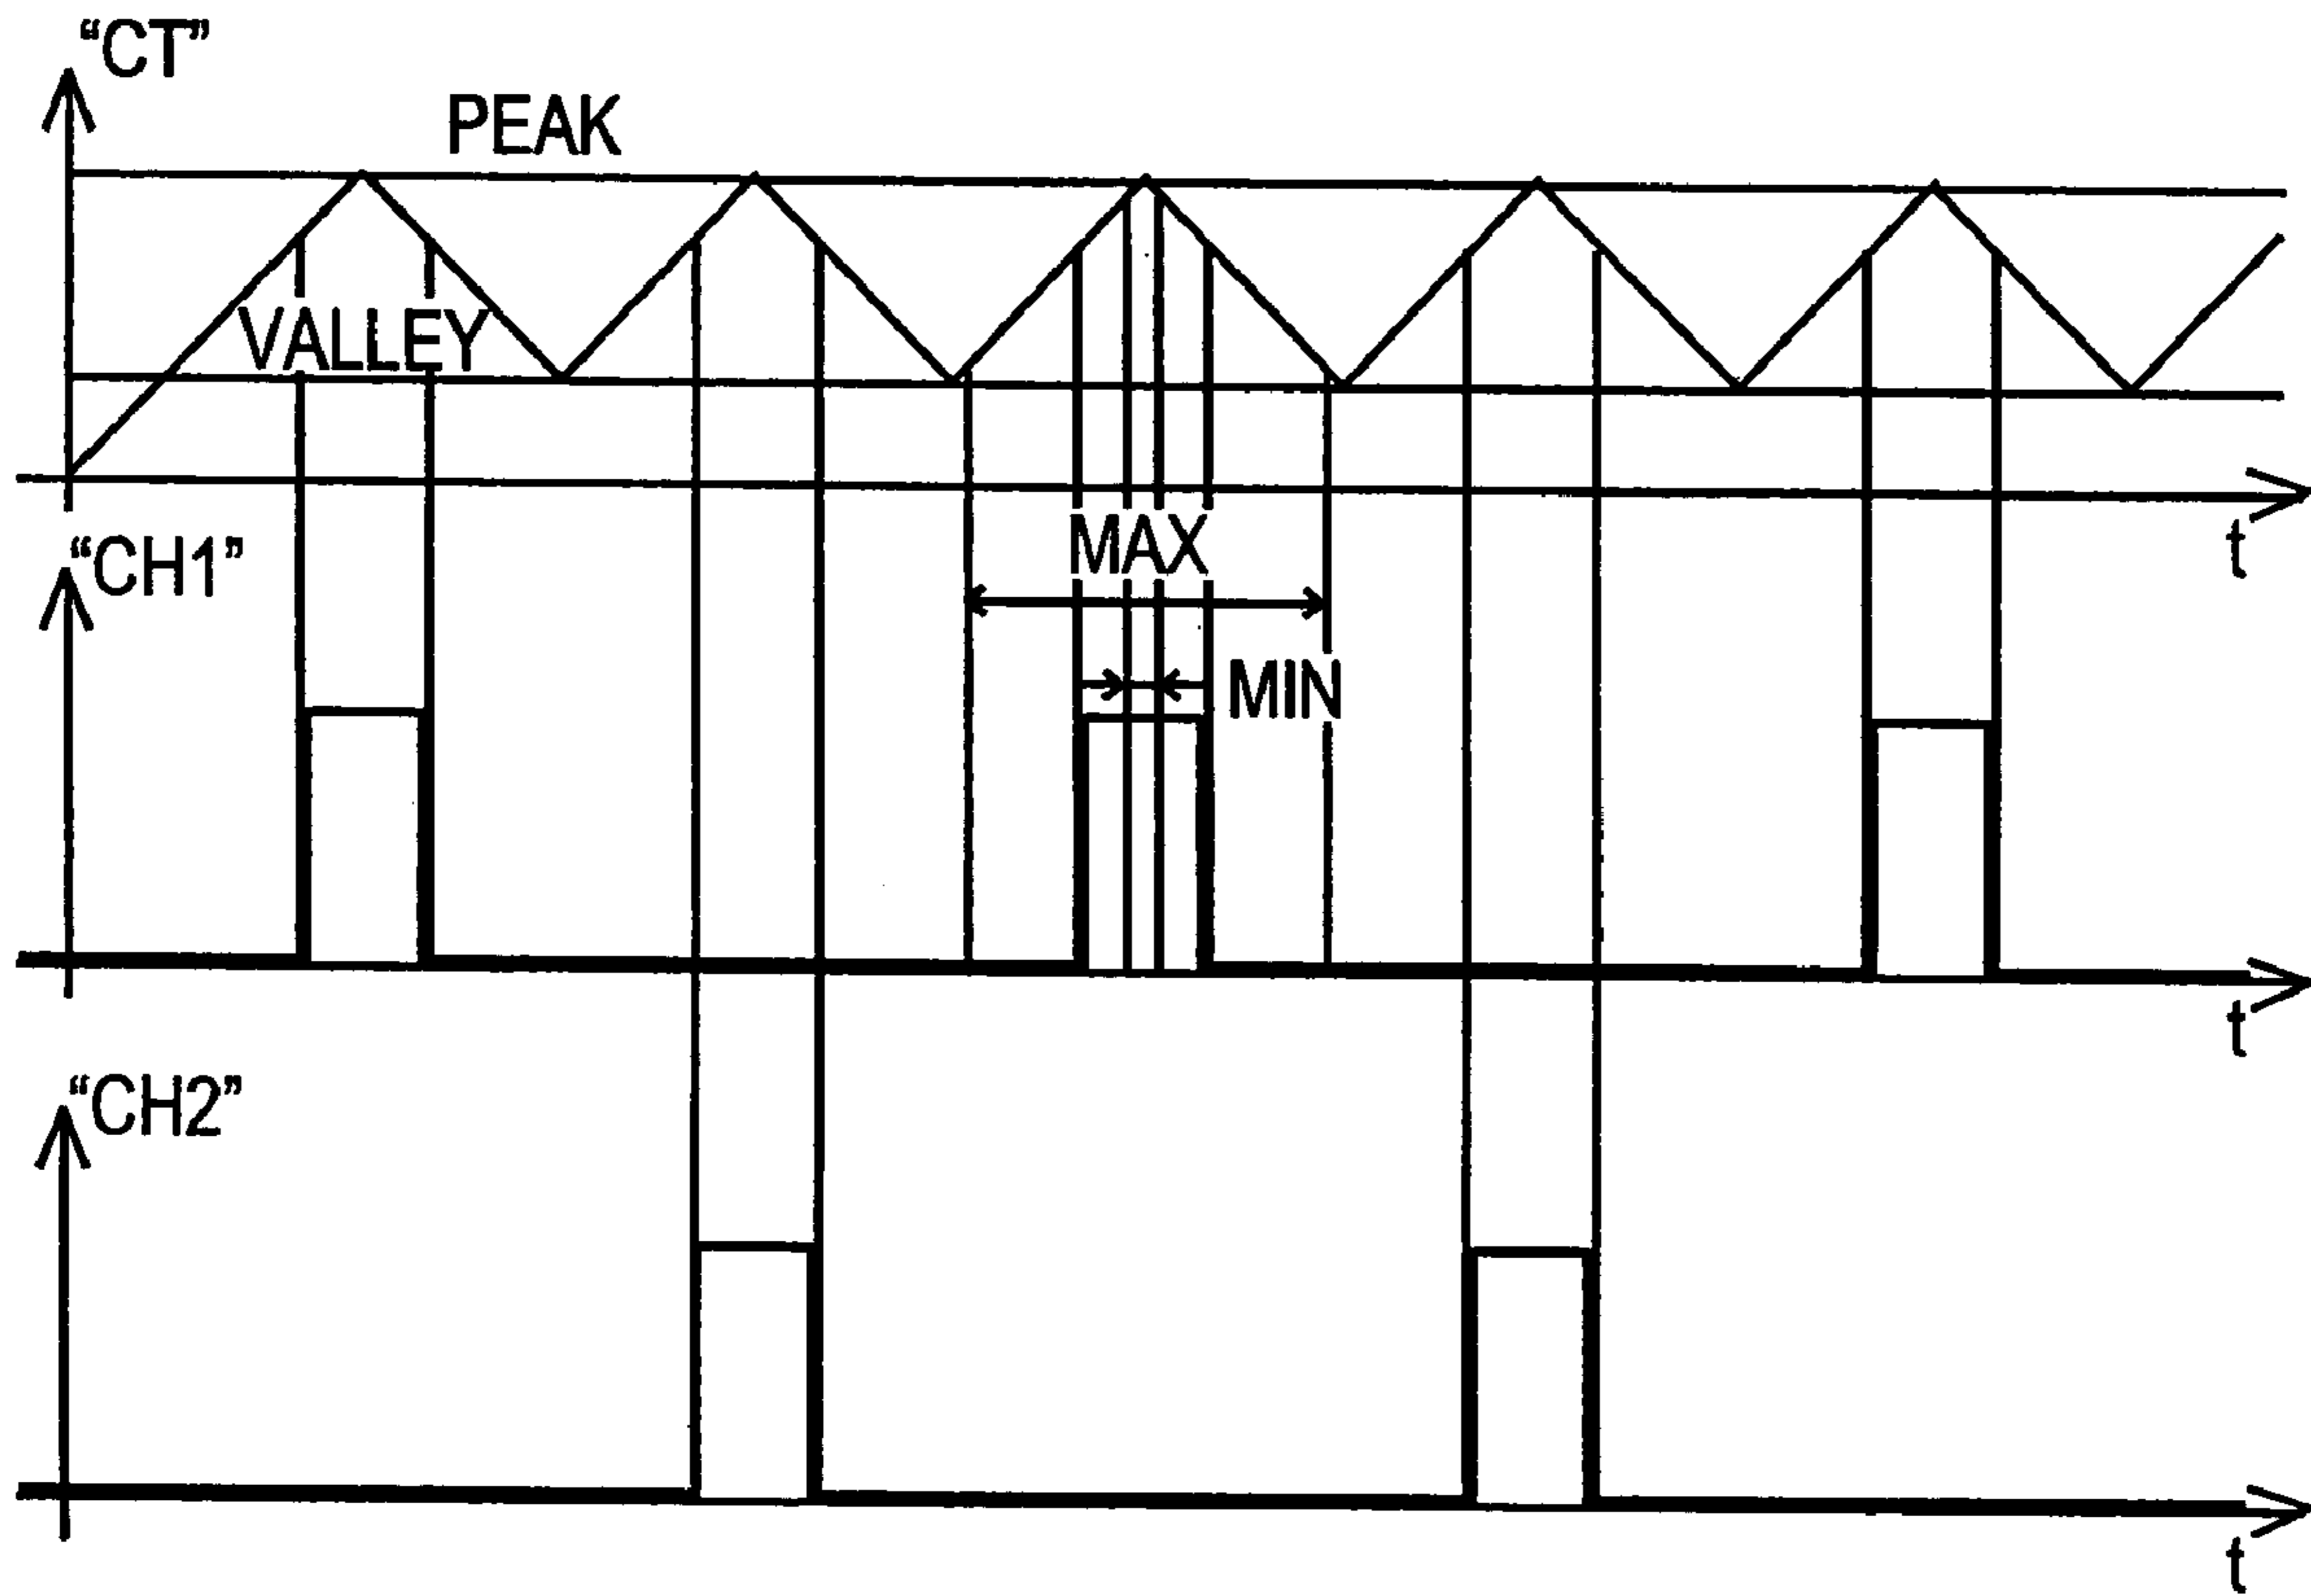 “CT”
PEAK
VALLEY
t
“CH1”
MAX
MIN
t
“CH2”
t